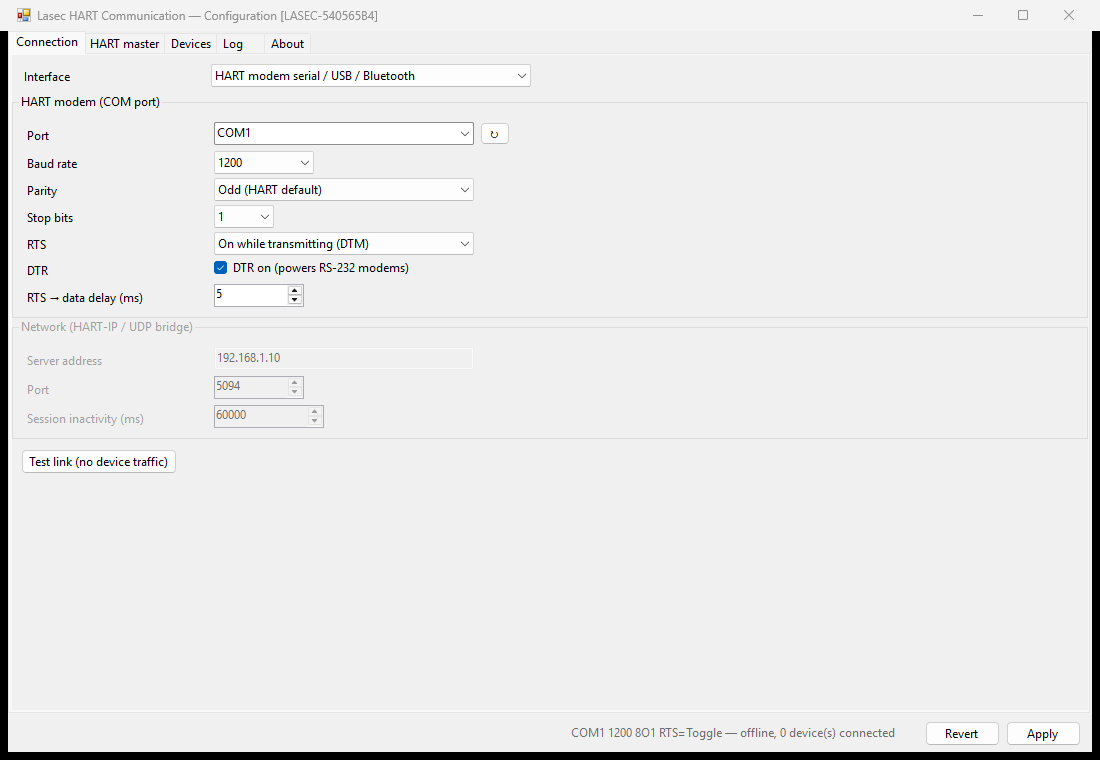 Lasec HART Communication — Configuration [LASEC-540565B4]
Connection HART master Devices Log About
Interface HART modem serial / USB / Bluetooth
HART modem (COM port)
Port COM1 ↻
Baud rate 1200
Parity Odd (HART default)
Stop bits 1
RTS On while transmitting (DTM)
DTR DTR on (powers RS-232 modems)
RTS → data delay (ms) 5
Network (HART-IP / UDP bridge)
Server address 192.168.1.10
Port 5094
Session inactivity (ms) 60000
Test link (no device traffic)
COM1 1200 8O1 RTS=Toggle — offline, 0 device(s) connected Revert Apply